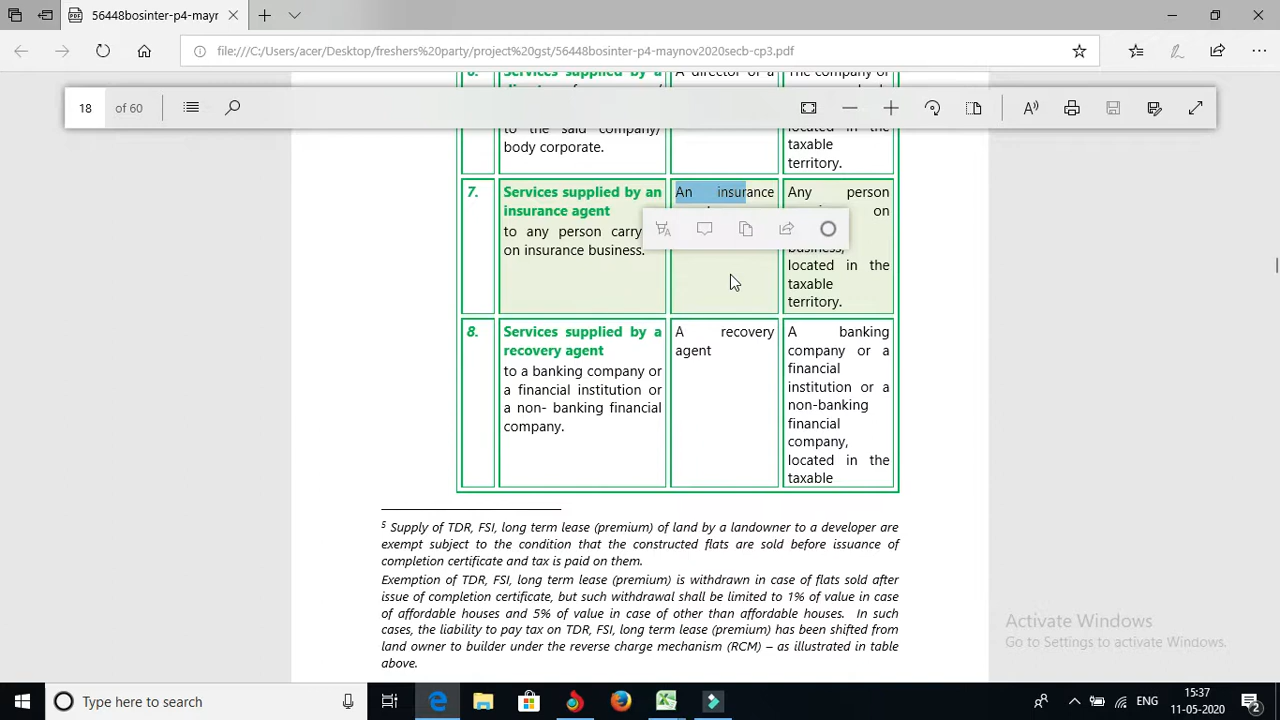 56448bosinter-p4-mayr
file:///C:/Users/acer/Desktop/freshers%20party/project%20gst/56448bosinter-p4-maynov2020secb-cp3.pdf
18 of 60
to the said company/
body corporate.
located in the
taxable
territory.
7.
Services supplied by an
insurance agent
to any person carry
on insurance business.
An insurance
Any person
on
business,
located in the
taxable
territory.
8.
Services supplied by a
recovery agent
to a banking company or
a financial institution or
a non- banking financial
company.
A recovery
agent
A banking
company or a
financial
institution or a
non-banking
financial
company,
located in the
taxable
5 Supply of TDR, FSI, long term lease (premium) of land by a landowner to a developer are
exempt subject to the condition that the constructed flats are sold before issuance of
completion certificate and tax is paid on them.
Exemption of TDR, FSI, long term lease (premium) is withdrawn in case of flats sold after
issue of completion certificate, but such withdrawal shall be limited to 1% of value in case
of affordable houses and 5% of value in case of other than affordable houses. In such
cases, the liability to pay tax on TDR, FSI, long term lease (premium) has been shifted from
land owner to builder under the reverse charge mechanism (RCM) – as illustrated in table
above.
Activate Windows
Go to Settings to activate Windows.
Type here to search
ENG
15:37
11-05-2020
2